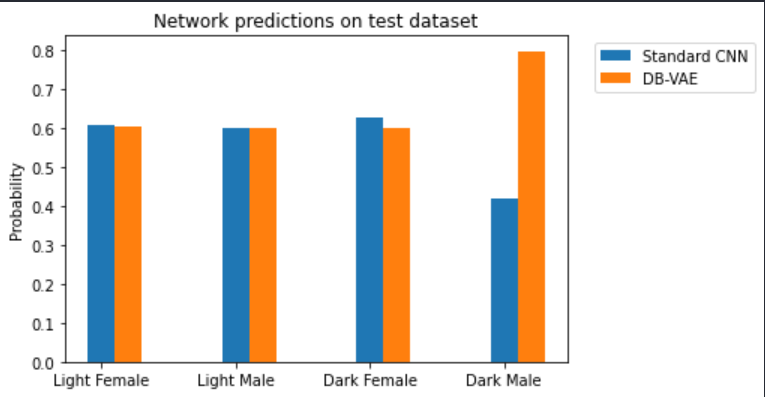 Network predictions on test dataset
Standard CNN
DB-VAE
Probability
0.8
0.7
0.6
0.5
0.4
0.3
0.2
0.1
0.0
Light Female
Light Male
Dark Female
Dark Male